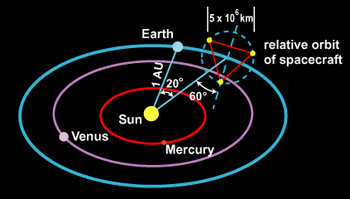 5 x 10⁶ km
Earth
relative orbit
of spacecraft
1 AU
20°
60°
Sun
Venus
Mercury